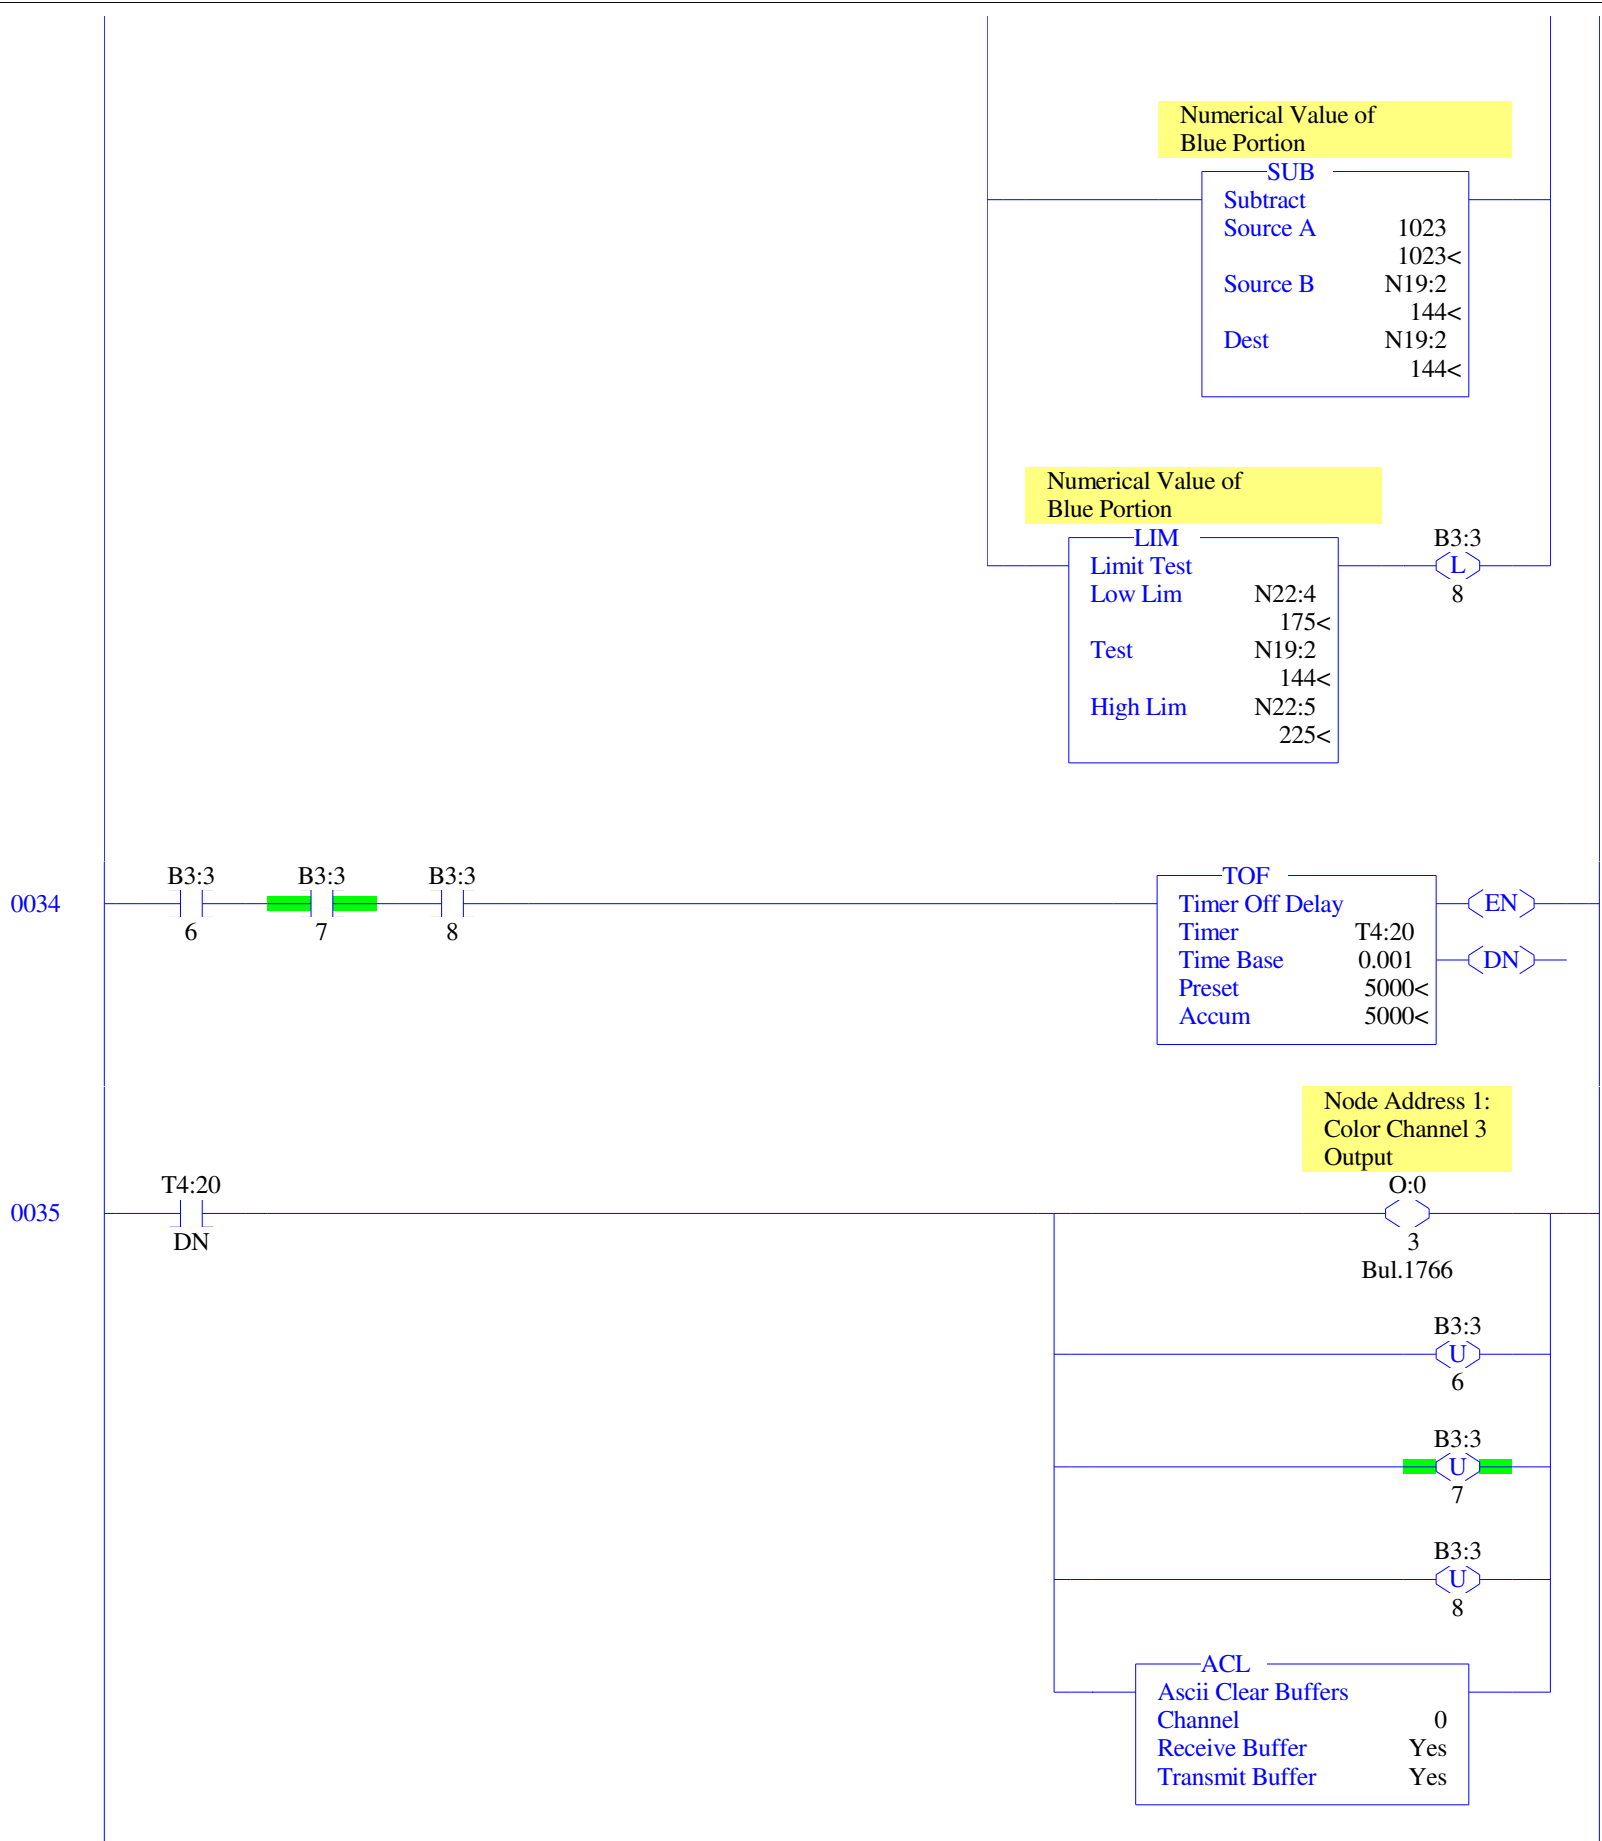 Numerical Value of
Blue Portion
SUB
Subtract
Source A 1023
1023<
Source B N19:2
144<
Dest N19:2
144<
Numerical Value of
Blue Portion
LIM
Limit Test
Low Lim N22:4
175<
Test N19:2
144<
High Lim N22:5
225<
B3:3
L
8
0034
B3:3
6
B3:3
7
B3:3
8
TOF
Timer Off Delay
Timer T4:20
Time Base 0.001
Preset 5000<
Accum 5000<
EN
DN
0035
T4:20
DN
Node Address 1:
Color Channel 3
Output
O:0
3
Bul.1766
B3:3
U
6
B3:3
U
7
B3:3
U
8
ACL
Ascii Clear Buffers
Channel 0
Receive Buffer Yes
Transmit Buffer Yes